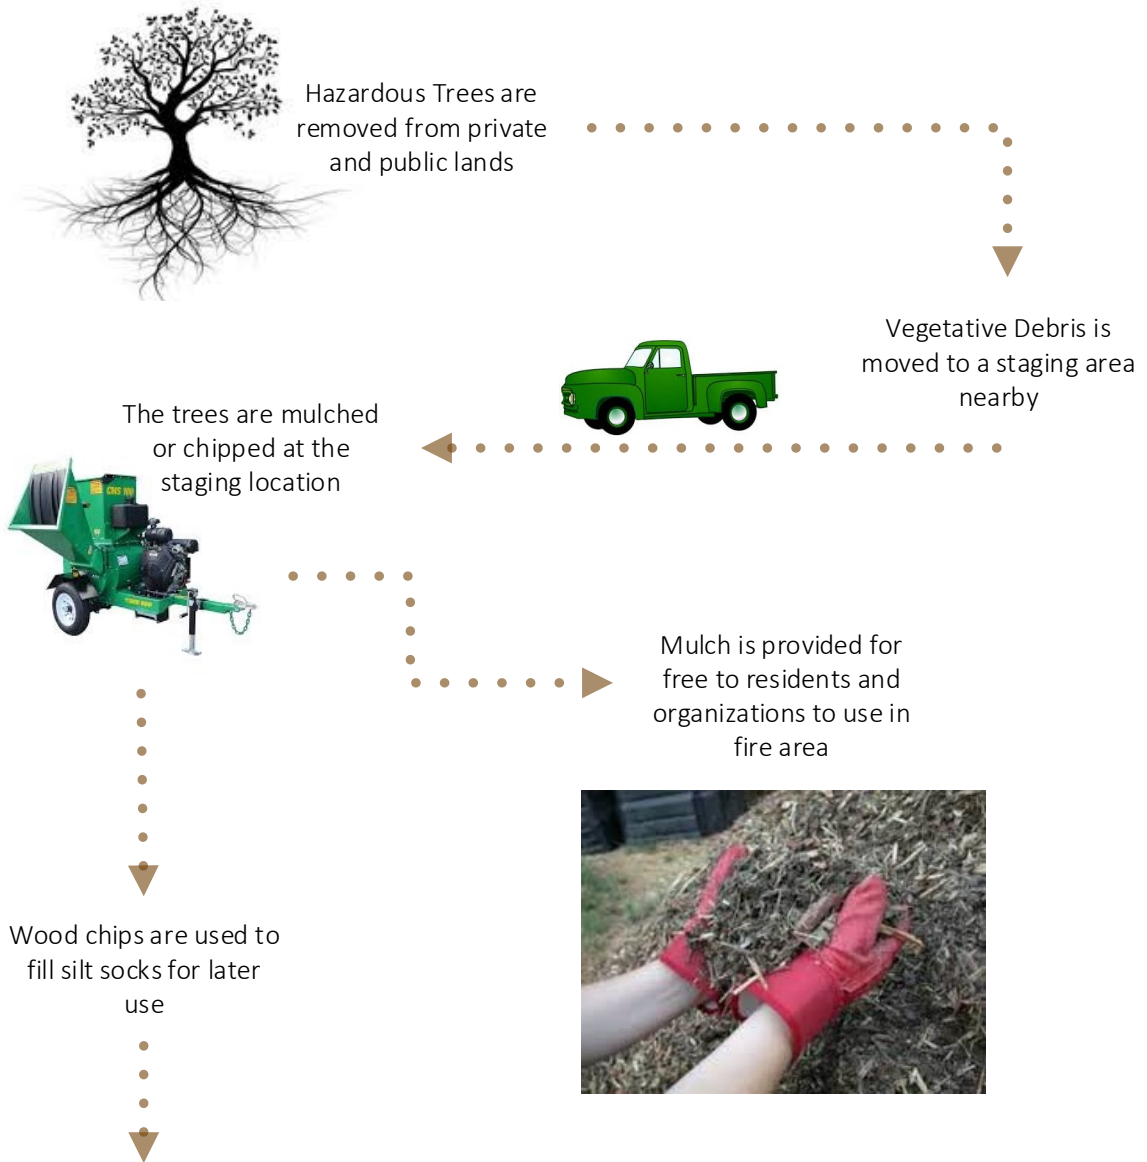 Hazardous Trees are
removed from private
and public lands
Vegetative Debris is
moved to a staging area
nearby
The trees are mulched
or chipped at the
staging location
Mulch is provided for
free to residents and
organizations to use in
fire area
Wood chips are used to
fill silt socks for later
use